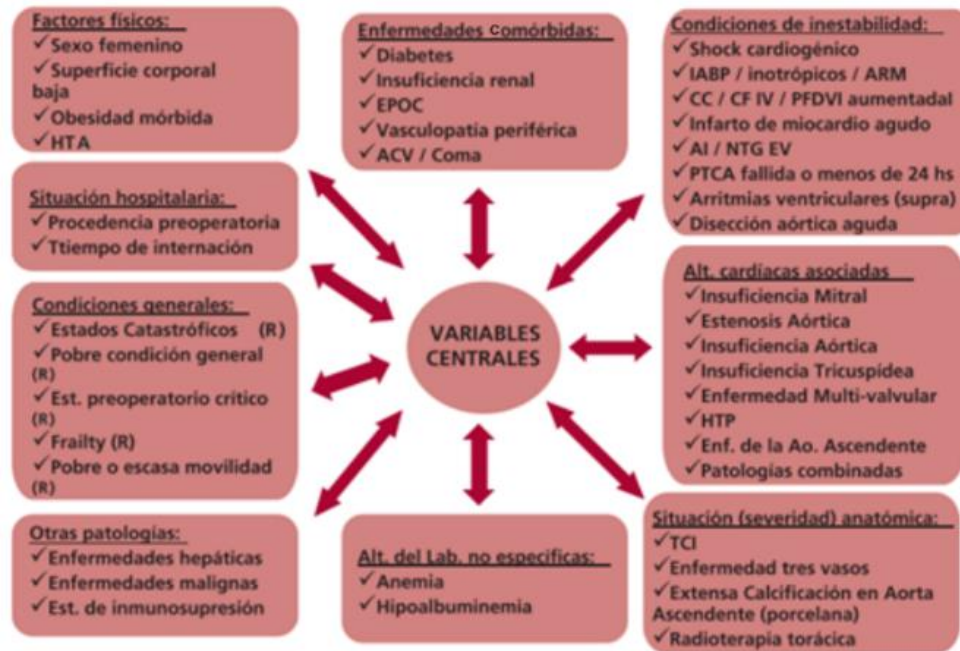 Factores físicos:
✓Sexo femenino
✓Superficie corporal
baja
✓Obesidad mórbida
✓HTA
Situación hospitalaria:
✓Procedencia preoperatoria
✓Ttiempo de internación
Condiciones generales:
✓Estados Catastróficos (R)
✓Pobre condición general
(R)
✓Est. preoperatorio crítico
(R)
✓Frailty (R)
✓Pobre o escasa movilidad
(R)
Otras patologías:
✓Enfermedades hepáticas
✓Enfermedades malignas
✓Est. de inmunosupresión
Enfermedades Comórbidas:
✓Diabetes
✓Insuficiencia renal
✓EPOC
✓Vasculopatia periférica
✓ACV / Coma
VARIABLES
CENTRALES
Alt. del Lab. no específicas:
✓Anemia
✓Hipoalbuminemia
Condiciones de inestabilidad:
✓Shock cardiogénico
✓IABP / inotrópicos / ARM
✓CC / CF IV / PFDVI aumentadal
✓Infarto de miocardio agudo
✓AI / NTG EV
✓PTCA fallida o menos de 24 hs
✓Arritmias ventriculares (supra)
✓Disección aórtica aguda
Alt. cardíacas asociadas
✓Insuficiencia Mitral
✓Estenosis Aórtica
✓Insuficiencia Aórtica
✓Insuficiencia Tricuspídea
✓Enfermedad Multi-valvular
✓HTP
✓Enf. de la Ao. Ascendente
✓Patologías combinadas
Situación (severidad) anatómica:
✓TCI
✓Enfermedad tres vasos
✓Extensa Calcificación en Aorta
Ascendente (porcelana)
✓Radioterapia torácica